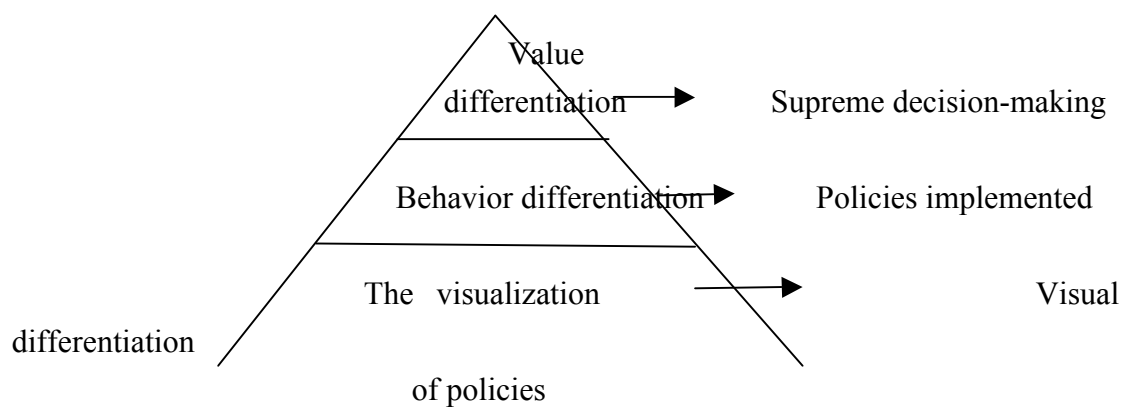 Value
differentiation Supreme decision-making
Behavior differentiation Policies implemented
The visualization Visual
differentiation
of policies